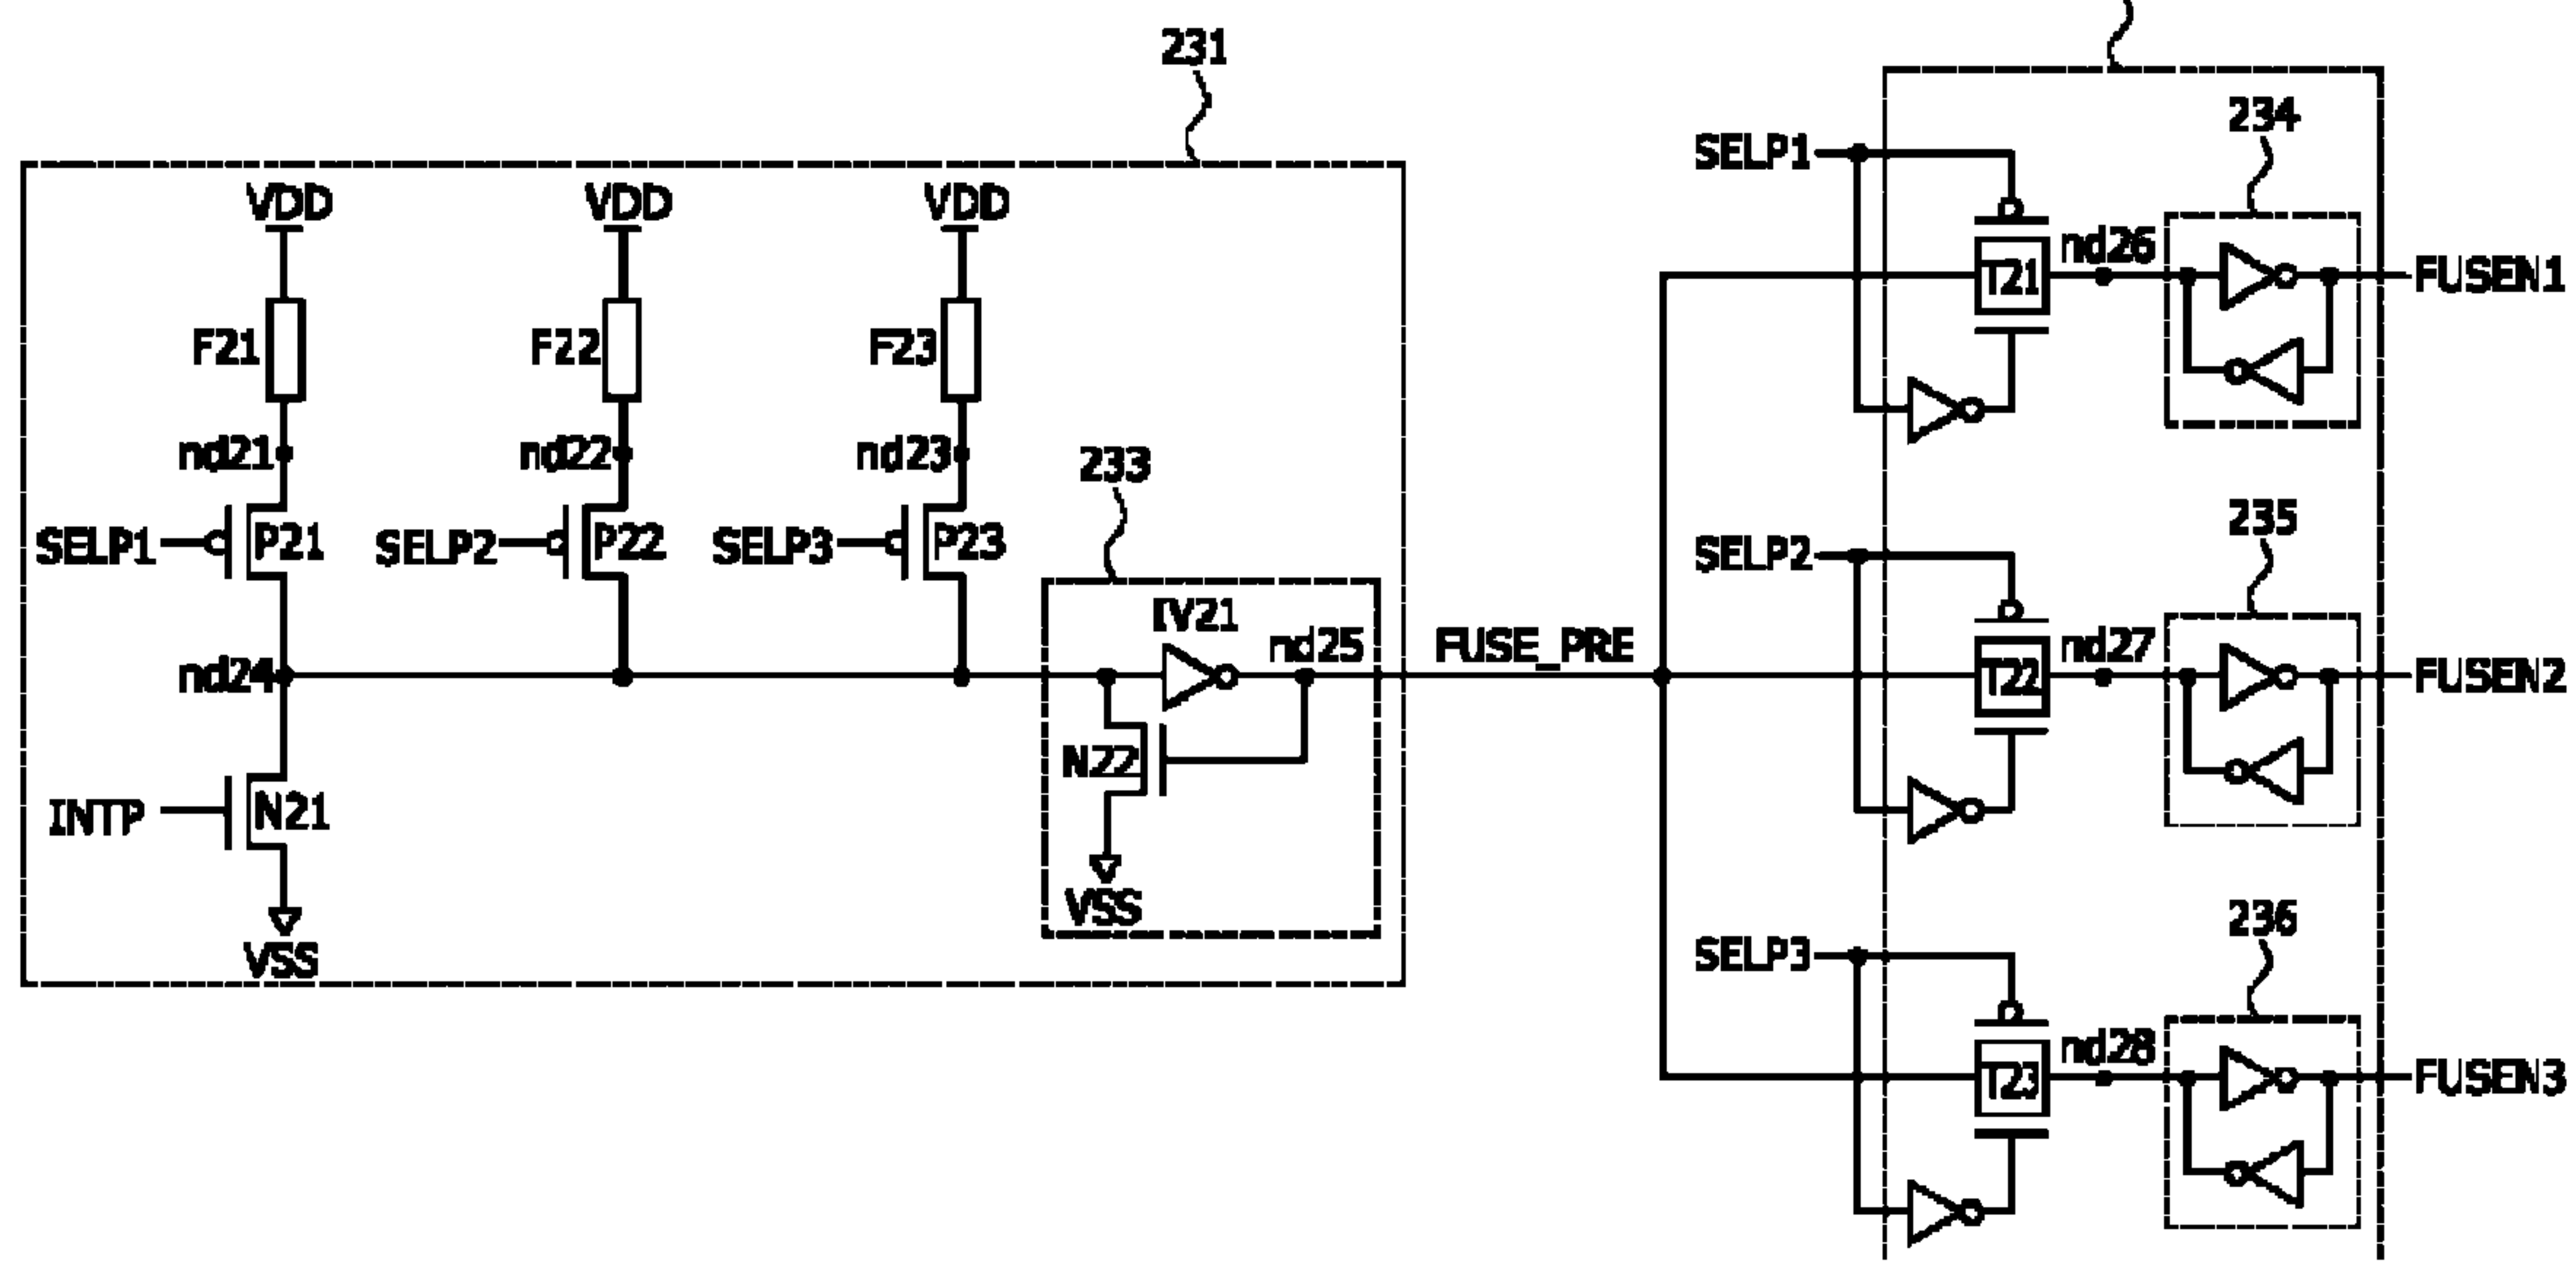 231
234
SELP1
VDD VDD VDD
nd26
T21
FUSEN1
F21 F22 F23
nd21 nd22 nd23
233
235
SELP1 P21 SELP2 P22 SELP3 P23
SELP2
IV21
nd25
FUSE_PRE
nd27
T22
FUSEN2
nd24
N22
INTP N21
VSS
VSS
236
SELP3
nd28
T23
FUSEN3